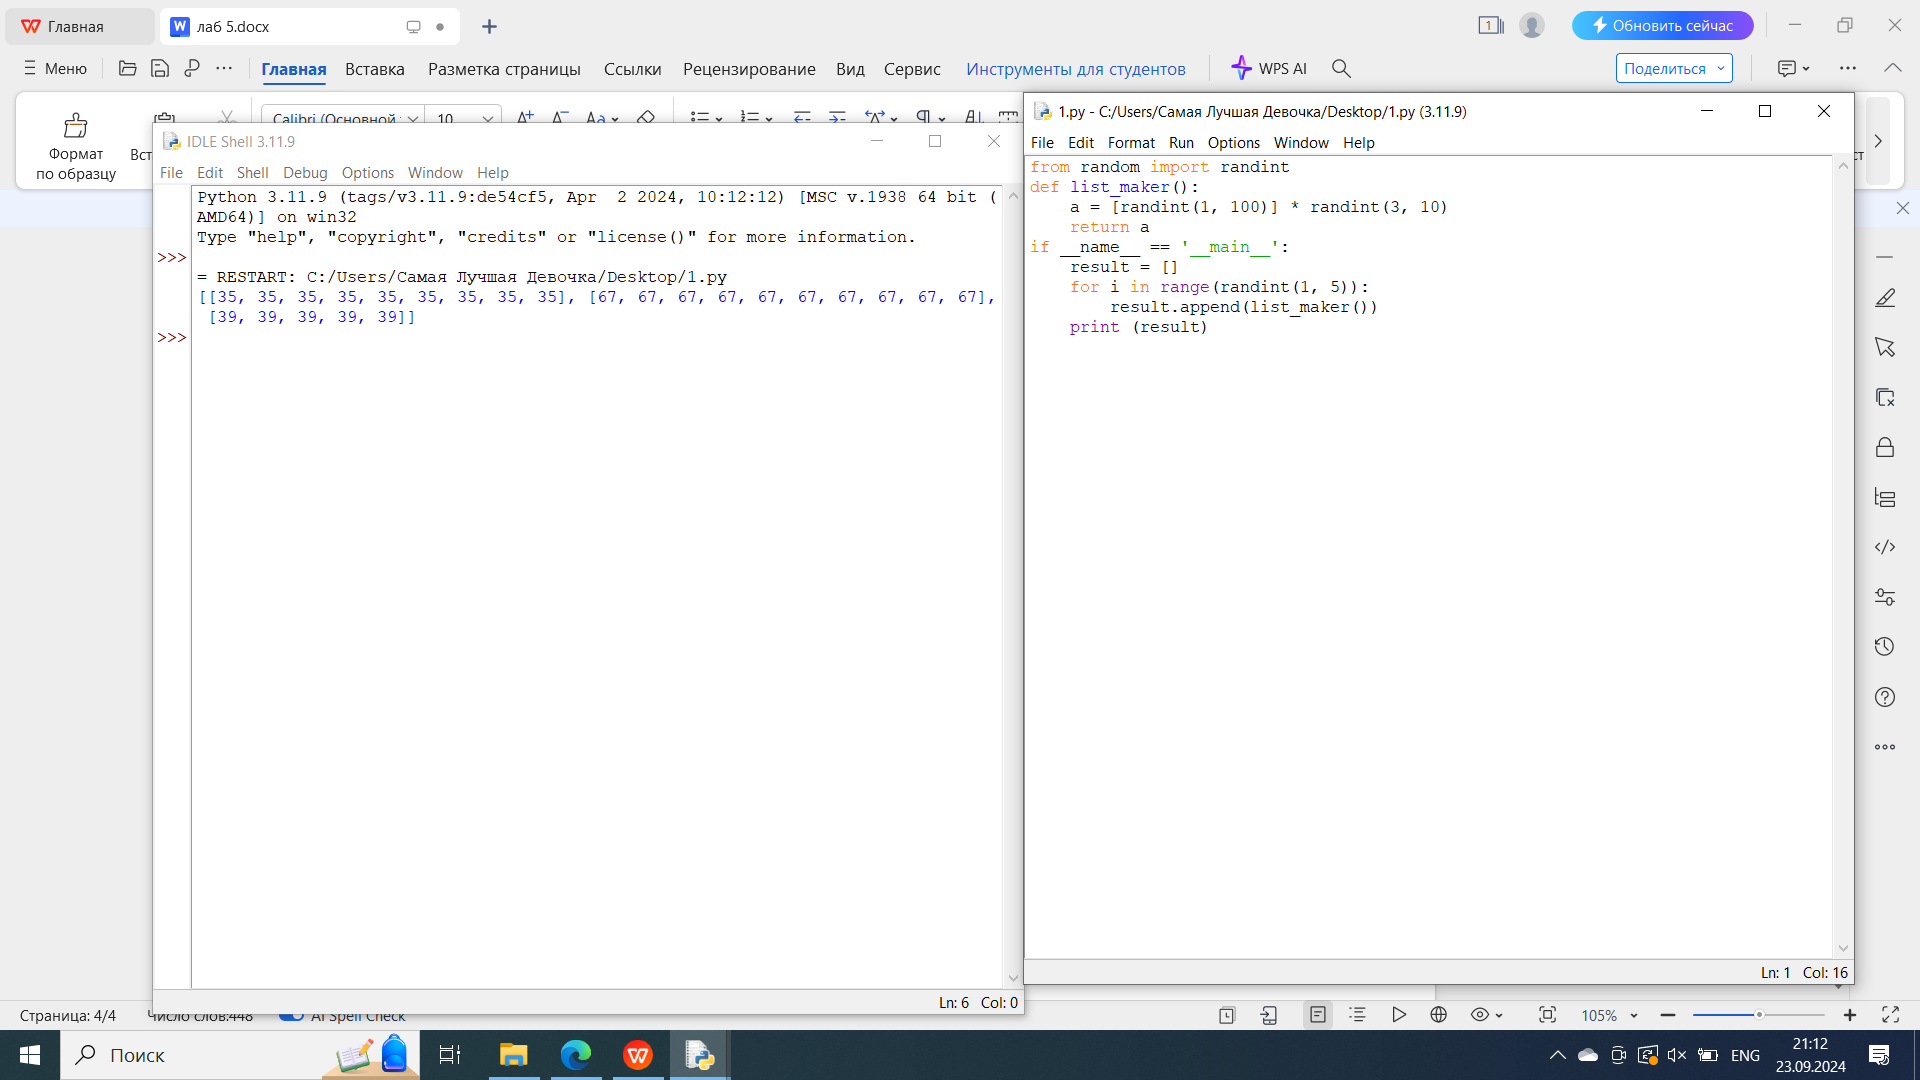 Главная
лаб 5.docx
1
Обновить сейчас
Меню
Главная
Вставка
Разметка страницы
Ссылки
Рецензирование
Вид
Сервис
Инструменты для студентов
WPS AI
Поделиться
Формат
по образцу
Calibri (Основной
10
IDLE Shell 3.11.9
File Edit Shell Debug Options Window Help
Python 3.11.9 (tags/v3.11.9:de54cf5, Apr  2 2024, 10:12:12) [MSC v.1938 64 bit (
AMD64)] on win32
Type "help", "copyright", "credits" or "license()" for more information.
>>>
= RESTART: C:/Users/Самая Лучшая Девочка/Desktop/1.py
[[35, 35, 35, 35, 35, 35, 35, 35, 35], [67, 67, 67, 67, 67, 67, 67, 67, 67, 67],
 [39, 39, 39, 39, 39]]
>>>
Ln: 6 Col: 0
1.py - C:/Users/Самая Лучшая Девочка/Desktop/1.py (3.11.9)
File Edit Format Run Options Window Help
from random import randint
def list_maker():
    a = [randint(1, 100)] * randint(3, 10)
    return a
if __name__ == '__main__':
    result = []
    for i in range(randint(1, 5)):
        result.append(list_maker())
    print (result)
Ln: 1 Col: 16
Страница: 4/4
Число слов:448
AI Spell Check
105%
Поиск
ENG
21:12
23.09.2024